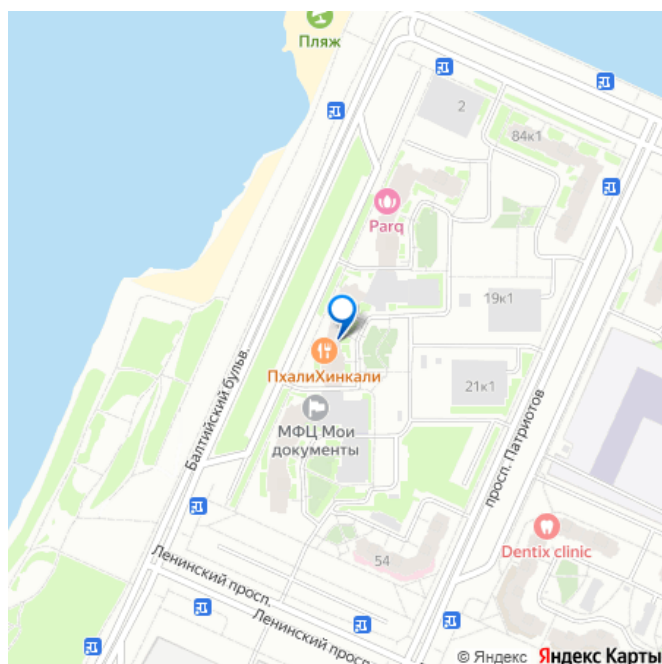 Пляж
2
84к1
Parq
19к1
ПхалиХинкали
21к1
Балтийский бульв.
МФЦ Мои
документы
просп. Патриотов
Dentix clinic
54
Ленинский просп.
Ленинский просп.
© Яндекс Яндекс Карты